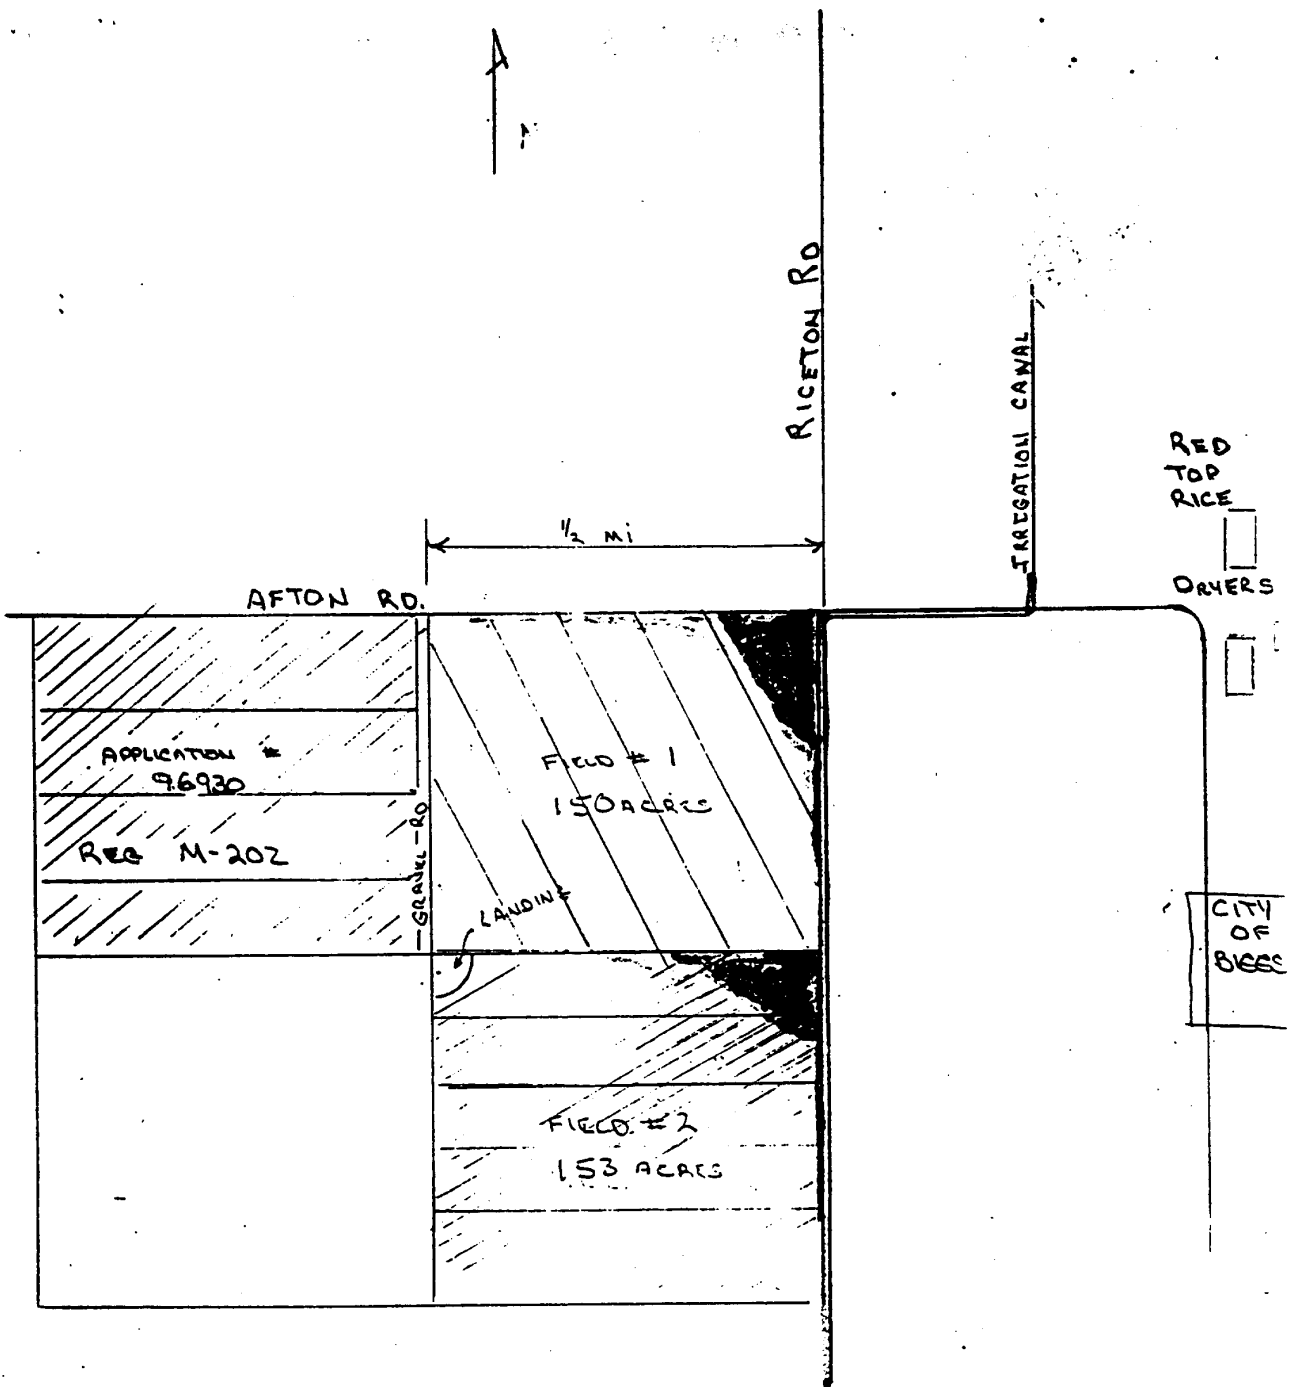 N
RICETON RD
IRRIGATION CANAL
RED
TOP
RICE
DRYERS
1/2 Mi
AFTON RD.
APPLICATION #
96930
REG M-202
GRAVEL RD
FIELD # 1
150 ACRES
LANDING
CITY
OF
BIGGS
FIELD # 2
153 ACRES